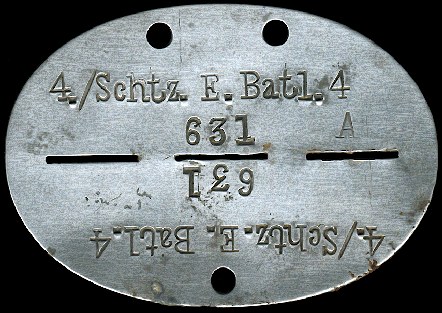 4./Schtz. E. Batl. 4
631 A
631
4./Schtz. E. Batl. 4